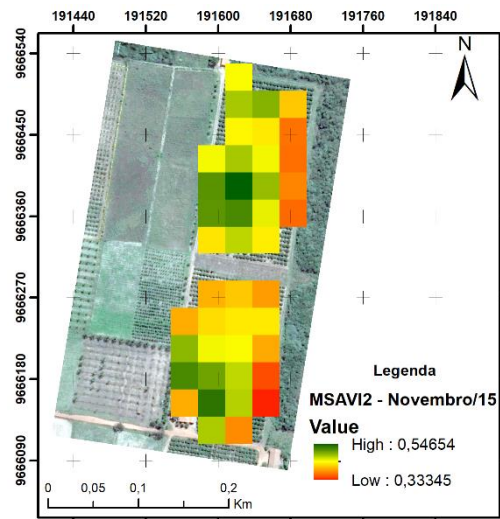 191440 191520 191600 191680 191760 191840
9666540
9666450
9666360
9666270
9666180
9666090
N
Legenda
MSAVI2 - Novembro/15
Value
High : 0,54654
Low : 0,33345
0 0,05 0,1 0,2
Km